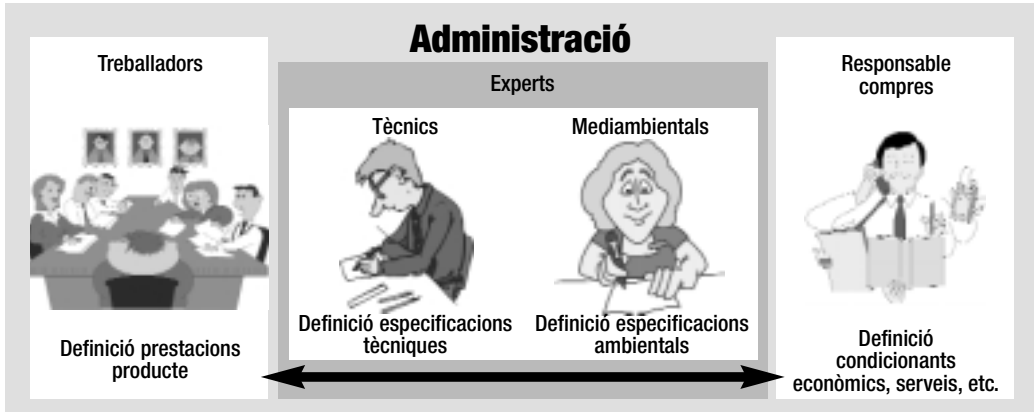 Administració
Treballadors
Definició prestacions
producte
Experts
Tècnics
Definició especificacions
tècniques
Mediambientals
Definició especificacions
ambientals
Responsable
compres
Definició
condicionants
econòmics, serveis, etc.